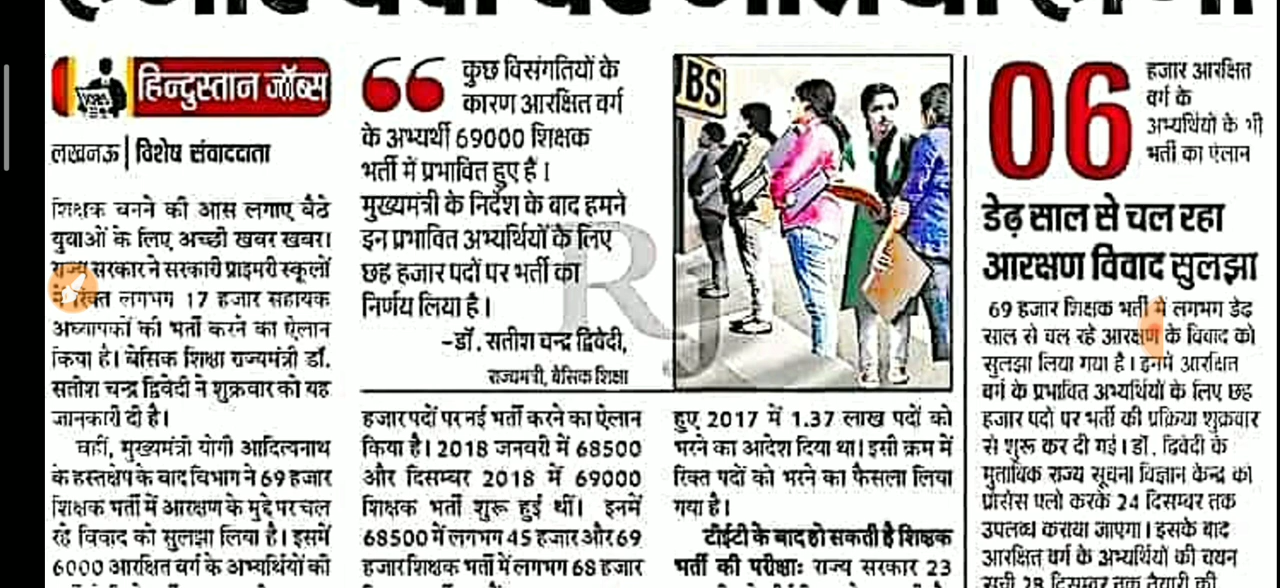 हिन्दुस्तान जॉब्स
लखनऊ | विशेष संवाददाता
शिक्षक बनने की आस लगाए बैठे
युवाओं के लिए अच्छी खबर खबर।
राज्य सरकार ने सरकारी प्राइमरी स्कूलों
में रिक्त लगभग 17 हजार सहायक
अध्यापकों की भर्ती करने का ऐलान
किया है। बेसिक शिक्षा राज्यमंत्री डॉ.
सतीश चन्द्र द्विवेदी ने शुक्रवार को यह
जानकारी दी है।
वहीं, मुख्यमंत्री योगी आदित्यनाथ
के हस्तक्षेप के बाद विभाग ने 69 हजार
शिक्षक भर्ती में आरक्षण के मुद्दे पर चल
रहे विवाद को सुलझा लिया है। इसमें
6000 आरक्षित वर्ग के अभ्यर्थियों को
कुछ विसंगतियों के
कारण आरक्षित वर्ग
के अभ्यर्थी 69000 शिक्षक
भर्ती में प्रभावित हुए हैं।
मुख्यमंत्री के निर्देश के बाद हमने
इन प्रभावित अभ्यर्थियों के लिए
छह हजार पदों पर भर्ती का
निर्णय लिया है।
-डॉ. सतीश चन्द्र द्विवेदी,
राज्यमंत्री, बेसिक शिक्षा
हजार पदों पर नई भर्ती करने का ऐलान
किया है। 2018 जनवरी में 68500
और दिसम्बर 2018 में 69000
शिक्षक भर्ती शुरू हुई थीं। इनमें
68500 में लगभग 45 हजार और 69
हजार शिक्षक भर्ती में लगभग 68 हजार
BS
RJ
हुए 2017 में 1.37 लाख पदों को
भरने का आदेश दिया था। इसी क्रम में
रिक्त पदों को भरने का फैसला लिया
गया है।
टीईटी के बाद हो सकती है शिक्षक
भर्ती की परीक्षा: राज्य सरकार 23
06
हजार आरक्षित
वर्ग के
अभ्यर्थियों के भी
भर्ती का ऐलान
डेढ़ साल से चल रहा
आरक्षण विवाद सुलझा
69 हजार शिक्षक भर्ती में लगभग डेढ़
साल से चल रहे आरक्षण के विवाद को
सुलझा लिया गया है। इनमें आरक्षित
वर्ग के प्रभावित अभ्यर्थियों के लिए छह
हजार पदों पर भर्ती की प्रक्रिया शुक्रवार
से शुरू कर दी गई। डॉ. द्विवेदी के
मुताबिक राज्य सूचना विज्ञान केन्द्र को
प्रोसेस फ्लो करके 24 दिसम्बर तक
उपलब्ध कराया जाएगा। इसके बाद
आरक्षित वर्ग के अभ्यर्थियों की चयन
सूची 28 दिसम्बर तक तैयार की